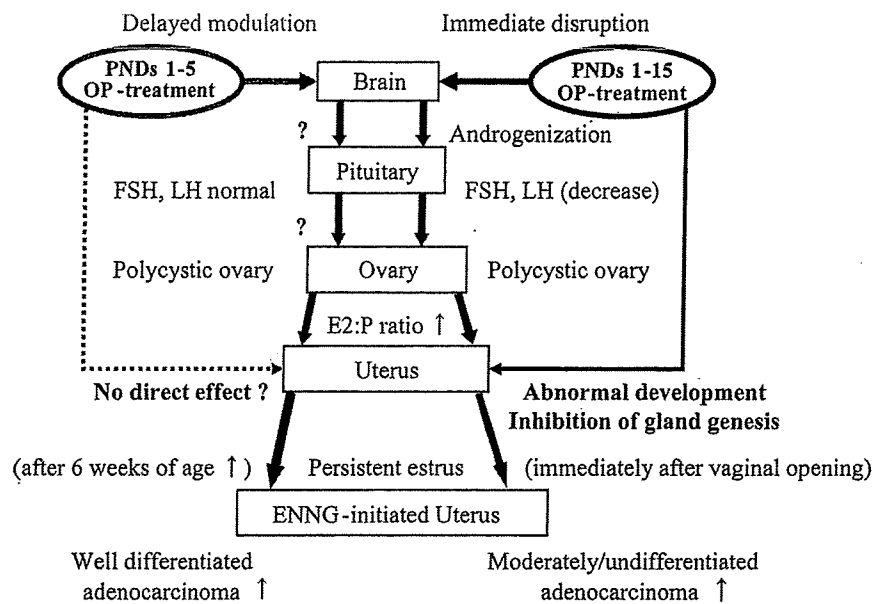 Delayed modulation
Immediate disruption
PNDs 1-5
OP-treatment
Brain
PNDs 1-15
OP-treatment
?
Androgenization
Pituitary
FSH, LH normal
FSH, LH (decrease)
?
Polycystic ovary
Ovary
Polycystic ovary
E2:P ratio ↑
Uterus
No direct effect ?
Abnormal development
Inhibition of gland genesis
(after 6 weeks of age ↑)
Persistent estrus
(immediately after vaginal opening)
ENNG-initiated Uterus
Well differentiated
adenocarcinoma ↑
Moderately/undifferentiated
adenocarcinoma ↑